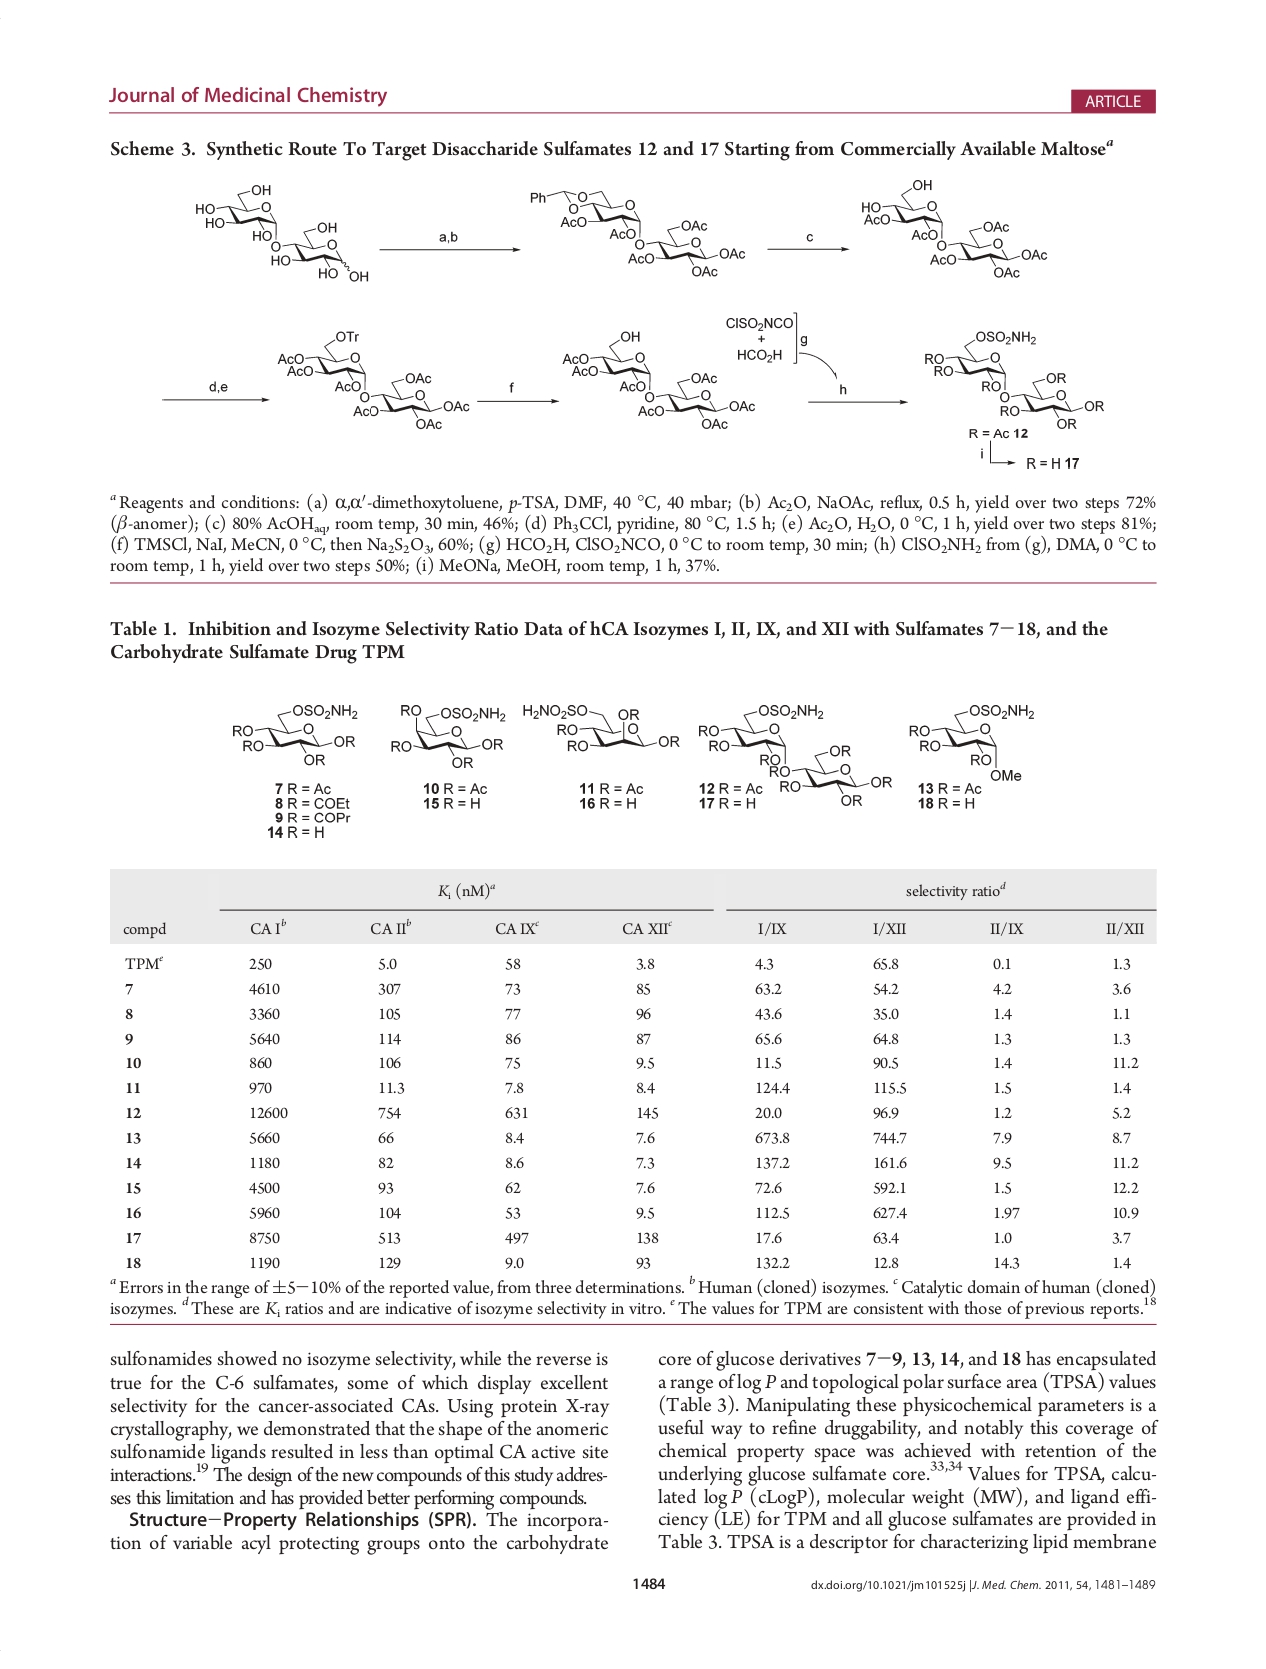 Journal of Medicinal Chemistry
ARTICLE
Scheme 3. Synthetic Route To Target Disaccharide Sulfamates 12 and 17 Starting from Commercially Available Maltose^a
OH
HO
O
HO
HO
OH
O
O
HO
HO
OH
a,b
Ph
O
O
O
AcO
AcO
OAc
O
O
AcO
OAc
OAc
c
OH
HO
O
AcO
AcO
OAc
O
O
AcO
OAc
OAc
d,e
OTr
AcO
O
AcO
AcO
OAc
O
O
AcO
OAc
OAc
f
OH
AcO
O
AcO
AcO
OAc
O
O
AcO
OAc
OAc
ClSO2NCO
+
HCO2H
g
h
OSO2NH2
RO
O
RO
RO
OR
O
O
RO
OR
OR
R = Ac 12
i
R = H 17
^a Reagents and conditions: (a) α,α′-dimethoxytoluene, p-TSA, DMF, 40 °C, 40 mbar; (b) Ac2O, NaOAc, reflux, 0.5 h, yield over two steps 72%
(β-anomer); (c) 80% AcOHaq, room temp, 30 min, 46%; (d) Ph3CCl, pyridine, 80 °C, 1.5 h; (e) Ac2O, H2O, 0 °C, 1 h, yield over two steps 81%;
(f) TMSCl, NaI, MeCN, 0 °C, then Na2S2O3, 60%; (g) HCO2H, ClSO2NCO, 0 °C to room temp, 30 min; (h) ClSO2NH2 from (g), DMA, 0 °C to
room temp, 1 h, yield over two steps 50%; (i) MeONa, MeOH, room temp, 1 h, 37%.
Table 1. Inhibition and Isozyme Selectivity Ratio Data of hCA Isozymes I, II, IX, and XII with Sulfamates 7−18, and the
Carbohydrate Sulfamate Drug TPM
OSO2NH2
RO
O
RO
OR
OR
7 R = Ac
8 R = COEt
9 R = COPr
14 R = H
RO
OSO2NH2
O
RO
OR
OR
10 R = Ac
15 R = H
H2NO2SO
OR
RO
O
RO
OR
11 R = Ac
16 R = H
OSO2NH2
RO
O
RO
RO
OR
RO
O
RO
OR
OR
12 R = Ac
17 R = H
OSO2NH2
RO
O
RO
RO
OMe
13 R = Ac
18 R = H
Ki (nM)^a selectivity ratio^d
compd CA I^b CA II^b CA IX^c CA XII^c I/IX I/XII II/IX II/XII
TPM^e 250 5.0 58 3.8 4.3 65.8 0.1 1.3
7 4610 307 73 85 63.2 54.2 4.2 3.6
8 3360 105 77 96 43.6 35.0 1.4 1.1
9 5640 114 86 87 65.6 64.8 1.3 1.3
10 860 106 75 9.5 11.5 90.5 1.4 11.2
11 970 11.3 7.8 8.4 124.4 115.5 1.5 1.4
12 12600 754 631 145 20.0 96.9 1.2 5.2
13 5660 66 8.4 7.6 673.8 744.7 7.9 8.7
14 1180 82 8.6 7.3 137.2 161.6 9.5 11.2
15 4500 93 62 7.6 72.6 592.1 1.5 12.2
16 5960 104 53 9.5 112.5 627.4 1.97 10.9
17 8750 513 497 138 17.6 63.4 1.0 3.7
18 1190 129 9.0 93 132.2 12.8 14.3 1.4
^a Errors in the range of ±5−10% of the reported value, from three determinations. ^b Human (cloned) isozymes. ^c Catalytic domain of human (cloned)
isozymes. ^d These are Ki ratios and are indicative of isozyme selectivity in vitro. ^e The values for TPM are consistent with those of previous reports.^18
sulfonamides showed no isozyme selectivity, while the reverse is
true for the C-6 sulfamates, some of which display excellent
selectivity for the cancer-associated CAs. Using protein X-ray
crystallography, we demonstrated that the shape of the anomeric
sulfonamide ligands resulted in less than optimal CA active site
interactions.^19 The design of the new compounds of this study addres-
ses this limitation and has provided better performing compounds.
Structure−Property Relationships (SPR). The incorpora-
tion of variable acyl protecting groups onto the carbohydrate
core of glucose derivatives 7−9, 13, 14, and 18 has encapsulated
a range of log P and topological polar surface area (TPSA) values
(Table 3). Manipulating these physicochemical parameters is a
useful way to refine druggability, and notably this coverage of
chemical property space was achieved with retention of the
underlying glucose sulfamate core.^33,34 Values for TPSA, calcu-
lated log P (cLogP), molecular weight (MW), and ligand effi-
ciency (LE) for TPM and all glucose sulfamates are provided in
Table 3. TPSA is a descriptor for characterizing lipid membrane
1484
dx.doi.org/10.1021/jm101525j |J. Med. Chem. 2011, 54, 1481–1489